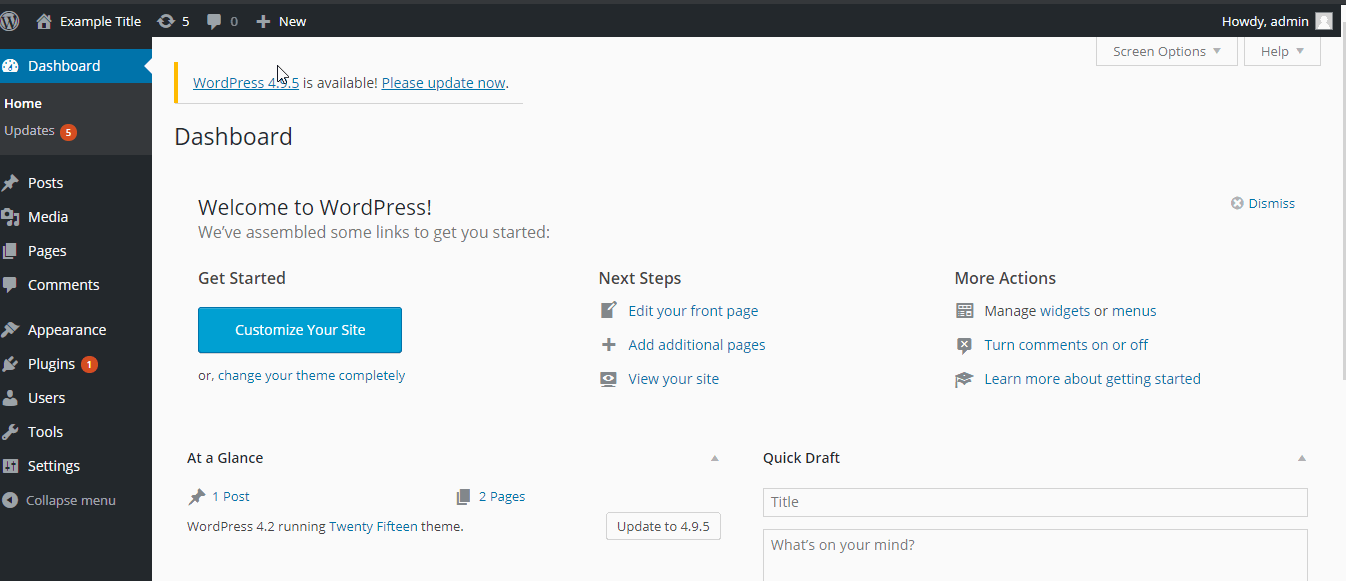 Example Title 5 0 New Howdy, admin
Screen Options Help
WordPress 4.9.5 is available! Please update now.
Dashboard
Home
Updates 5
Posts
Media
Pages
Comments
Appearance
Plugins 1
Users
Tools
Settings
Collapse menu
Dashboard
Welcome to WordPress!
We've assembled some links to get you started:
Dismiss
Get Started
Customize Your Site
or, change your theme completely
Next Steps
Edit your front page
Add additional pages
View your site
More Actions
Manage widgets or menus
Turn comments on or off
Learn more about getting started
At a Glance
1 Post 2 Pages
WordPress 4.2 running Twenty Fifteen theme. Update to 4.9.5
Quick Draft
Title
What's on your mind?